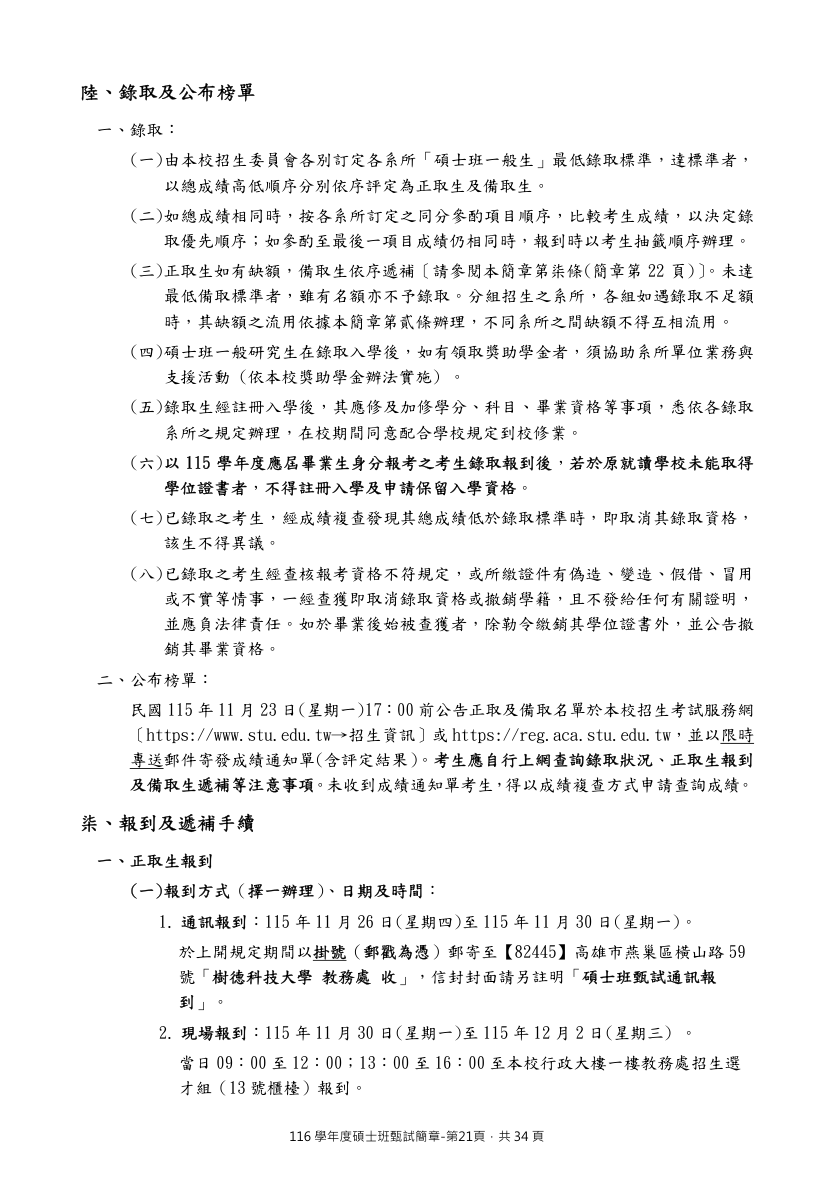 陸、錄取及公布榜單
一、錄取：
(一)由本校招生委員會各別訂定各系所「碩士班一般生」最低錄取標準，達標準者，
以總成績高低順序分別依序評定為正取生及備取生。
(二)如總成績相同時，按各系所訂定之同分參酌項目順序，比較考生成績，以決定錄
取優先順序；如參酌至最後一項目成績仍相同時，報到時以考生抽籤順序辦理。
(三)正取生如有缺額，備取生依序遞補〔請參閱本簡章第柒條(簡章第 22 頁)〕。未達
最低備取標準者，雖有名額亦不予錄取。分組招生之系所，各組如遇錄取不足額
時，其缺額之流用依據本簡章第貳條辦理，不同系所之間缺額不得互相流用。
(四)碩士班一般研究生在錄取入學後，如有領取獎助學金者，須協助系所單位業務與
支援活動（依本校獎助學金辦法實施）。
(五)錄取生經註冊入學後，其應修及加修學分、科目、畢業資格等事項，悉依各錄取
系所之規定辦理，在校期間同意配合學校規定到校修業。
(六)以 115 學年度應屆畢業生身分報考之考生錄取報到後，若於原就讀學校未能取得
學位證書者，不得註冊入學及申請保留入學資格。
(七)已錄取之考生，經成績複查發現其總成績低於錄取標準時，即取消其錄取資格，
該生不得異議。
(八)已錄取之考生經查核報考資格不符規定，或所繳證件有偽造、變造、假借、冒用
或不實等情事，一經查獲即取消錄取資格或撤銷學籍，且不發給任何有關證明，
並應負法律責任。如於畢業後始被查獲者，除勒令繳銷其學位證書外，並公告撤
銷其畢業資格。
二、公布榜單：
民國 115 年 11 月 23 日(星期一)17：00 前公告正取及備取名單於本校招生考試服務網
〔https://www.stu.edu.tw→招生資訊〕或 https://reg.aca.stu.edu.tw，並以限時
專送郵件寄發成績通知單(含評定結果)。考生應自行上網查詢錄取狀況、正取生報到
及備取生遞補等注意事項。未收到成績通知單考生，得以成績複查方式申請查詢成績。
柒、報到及遞補手續
一、正取生報到
(一)報到方式（擇一辦理）、日期及時間：
1. 通訊報到：115 年 11 月 26 日(星期四)至 115 年 11 月 30 日(星期一)。
於上開規定期間以掛號（郵戳為憑）郵寄至【82445】高雄市燕巢區橫山路 59
號「樹德科技大學 教務處 收」，信封封面請另註明「碩士班甄試通訊報
到」。
2. 現場報到：115 年 11 月 30 日(星期一)至 115 年 12 月 2 日(星期三) 。
當日 09：00 至 12：00；13：00 至 16：00 至本校行政大樓一樓教務處招生選
才組（13 號櫃檯）報到。
116 學年度碩士班甄試簡章-第21頁，共 34 頁